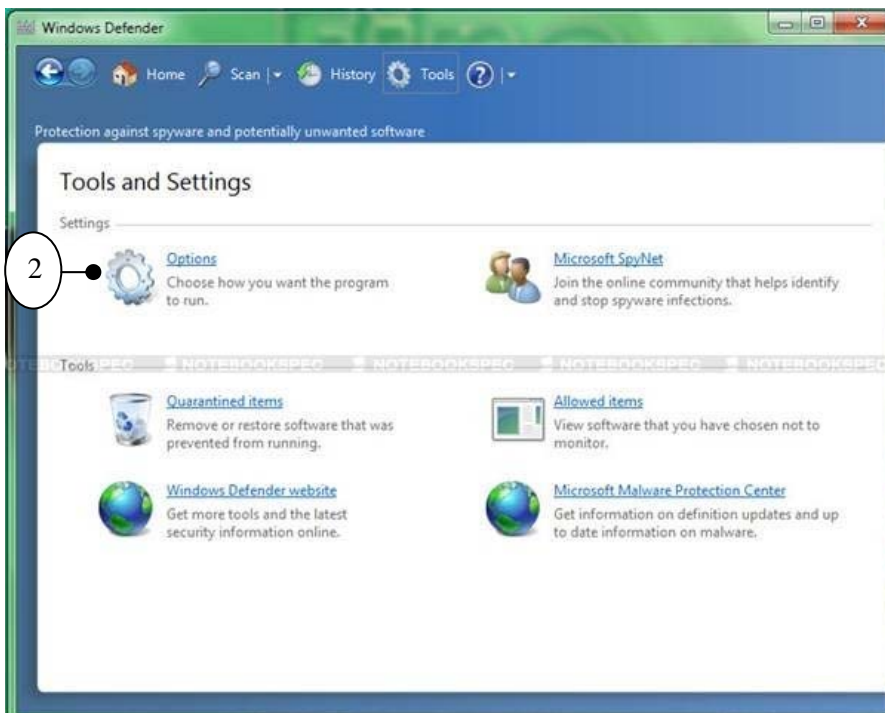 Windows Defender
Home Scan History Tools ?
Protection against spyware and potentially unwanted software
Tools and Settings
Settings
2
Options
Choose how you want the program
to run.
Microsoft SpyNet
Join the online community that helps identify
and stop spyware infections.
Tools
NOTEBOOKSPEC NOTEBOOKSPEC NOTEBOOKSPEC NOTEBOOKSPEC
Quarantined items
Remove or restore software that was
prevented from running.
Allowed items
View software that you have chosen not to
monitor.
Windows Defender website
Get more tools and the latest
security information online.
Microsoft Malware Protection Center
Get information on definition updates and up
to date information on malware.